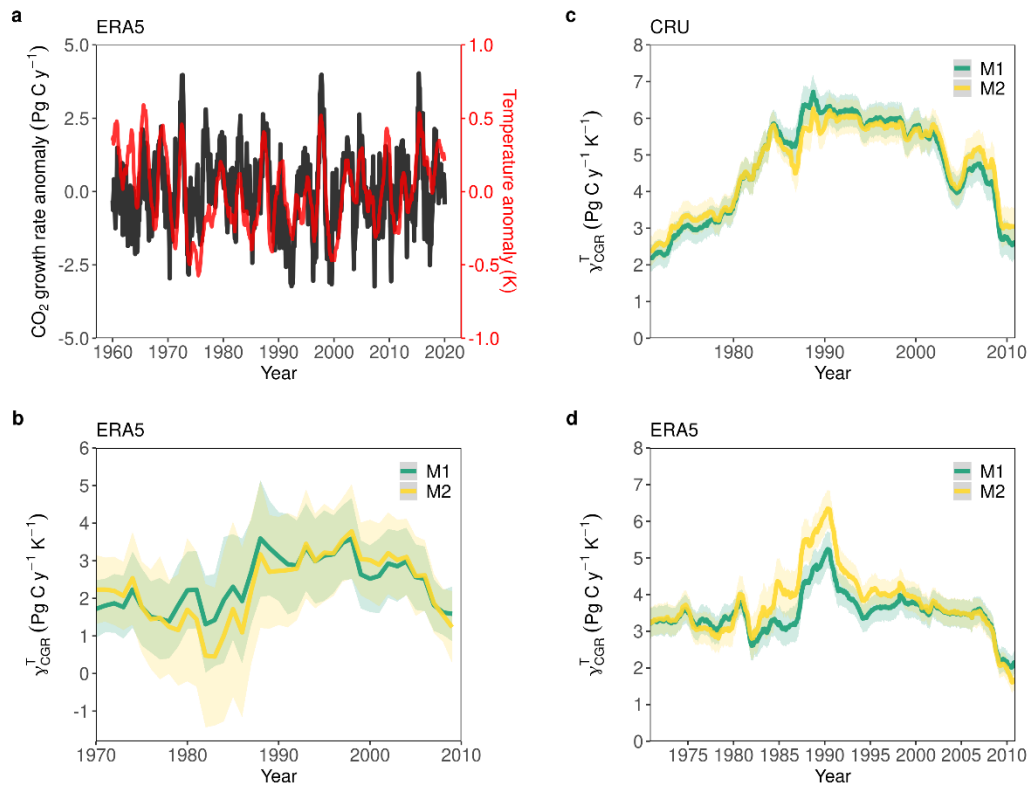 a
ERA5
CO₂ growth rate anomaly (Pg C y⁻¹)
5.0
2.5
0.0
-2.5
-5.0
1.0
0.5
0.0
-0.5
-1.0
Temperature anomaly (K)
1960 1970 1980 1990 2000 2010 2020
Year
c
CRU
γᵀCGR (Pg C y⁻¹ K⁻¹)
8
7
6
5
4
3
2
1
0
M1
M2
1980 1990 2000 2010
Year
b
ERA5
γᵀCGR (Pg C y⁻¹ K⁻¹)
6
5
4
3
2
1
0
-1
M1
M2
1970 1980 1990 2000 2010
Year
d
ERA5
γᵀCGR (Pg C y⁻¹ K⁻¹)
8
7
6
5
4
3
2
1
0
M1
M2
1975 1980 1985 1990 1995 2000 2005 2010
Year